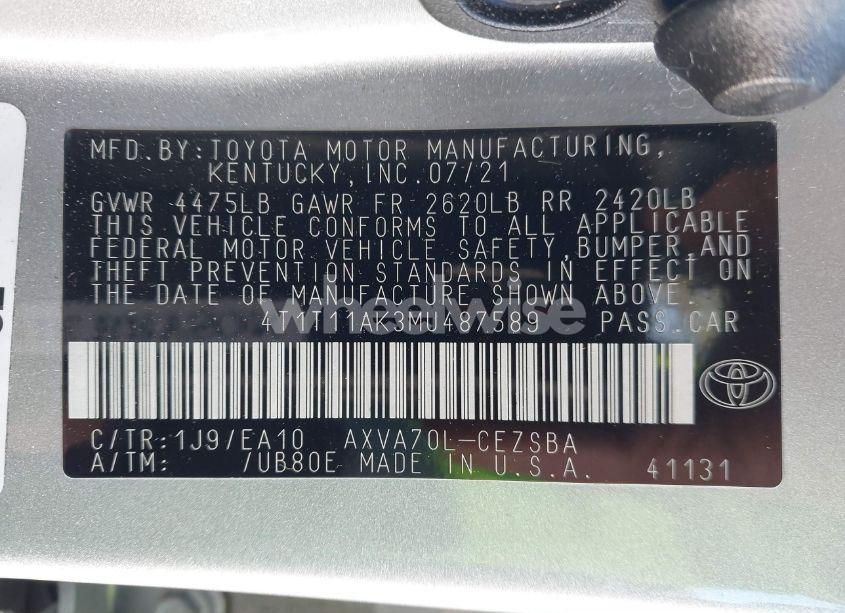 MFD.BY:TOYOTA MOTOR MANUFACTURING,
KENTUCKY,INC.07/21
GVWR 4475LB GAWR FR 2620LB RR 2420LB
THIS VEHICLE CONFORMS TO ALL APPLICABLE
FEDERAL MOTOR VEHICLE SAFETY,BUMPER,AND
THEFT PREVENTION STANDARDS IN EFFECT ON
THE DATE OF MANUFACTURE SHOWN ABOVE.
wheelwise
PASS.CAR
C/TR:1J9/EA10 AXVA70L-CEZSBA
A/TM: /UB80E MADE IN U.S.A. 41131